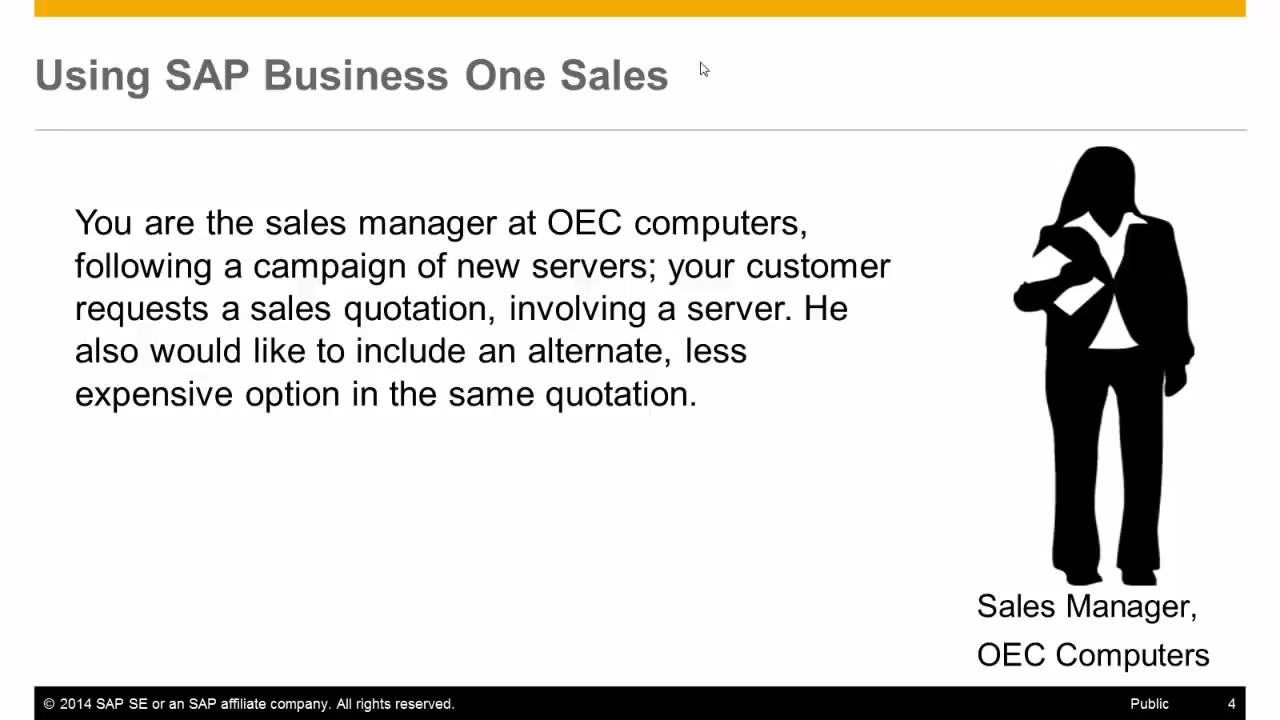 Using SAP Business One Sales
You are the sales manager at OEC computers,
following a campaign of new servers; your customer
requests a sales quotation, involving a server. He
also would like to include an alternate, less
expensive option in the same quotation.
Sales Manager,
OEC Computers
© 2014 SAP SE or an SAP affiliate company. All rights reserved.
Public
4